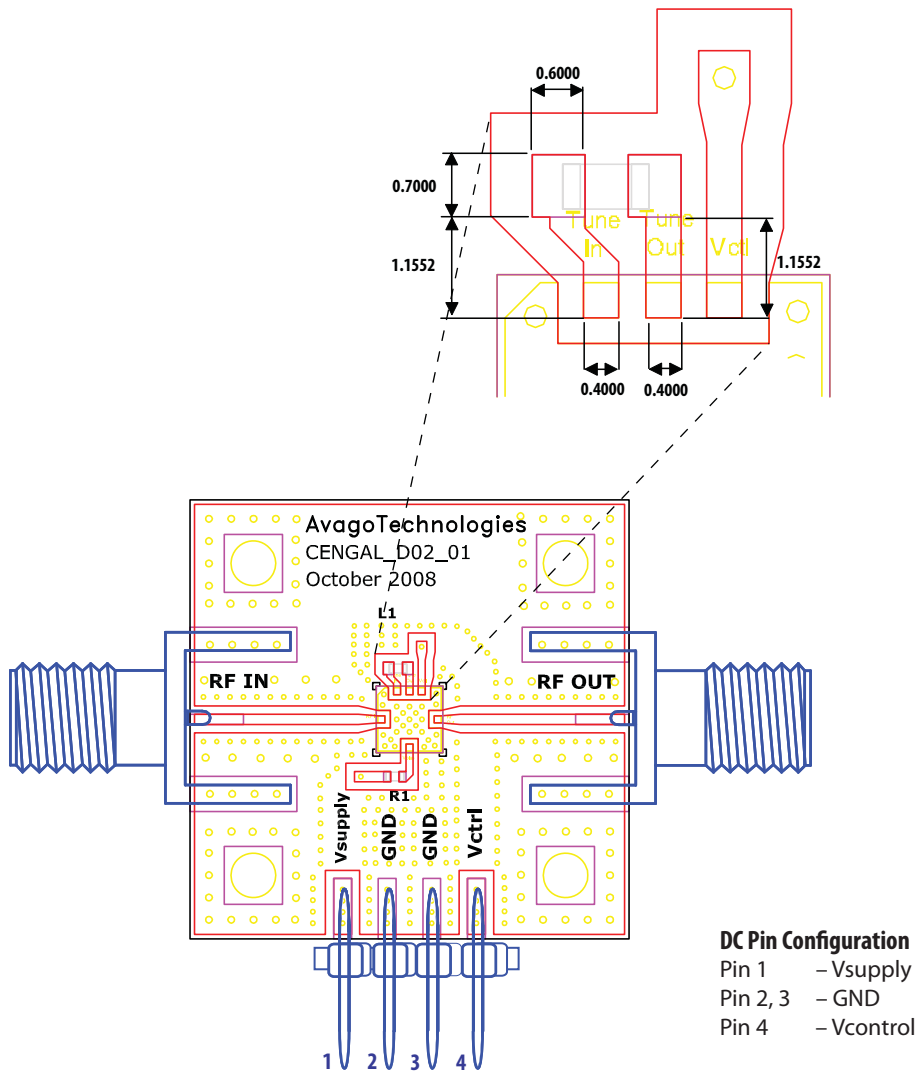 0.6000
0.7000
1.1552
Tune
In
Tune
Out
Vctl
1.1552
0.4000
0.4000
AvagoTechnologies
CENGAL_D02_01
October 2008
L1
RF IN
RF OUT
R1
Vsupply
GND
GND
Vctrl
1
2
3
4
DC Pin Configuration
Pin 1 – Vsupply
Pin 2, 3 – GND
Pin 4 – Vcontrol